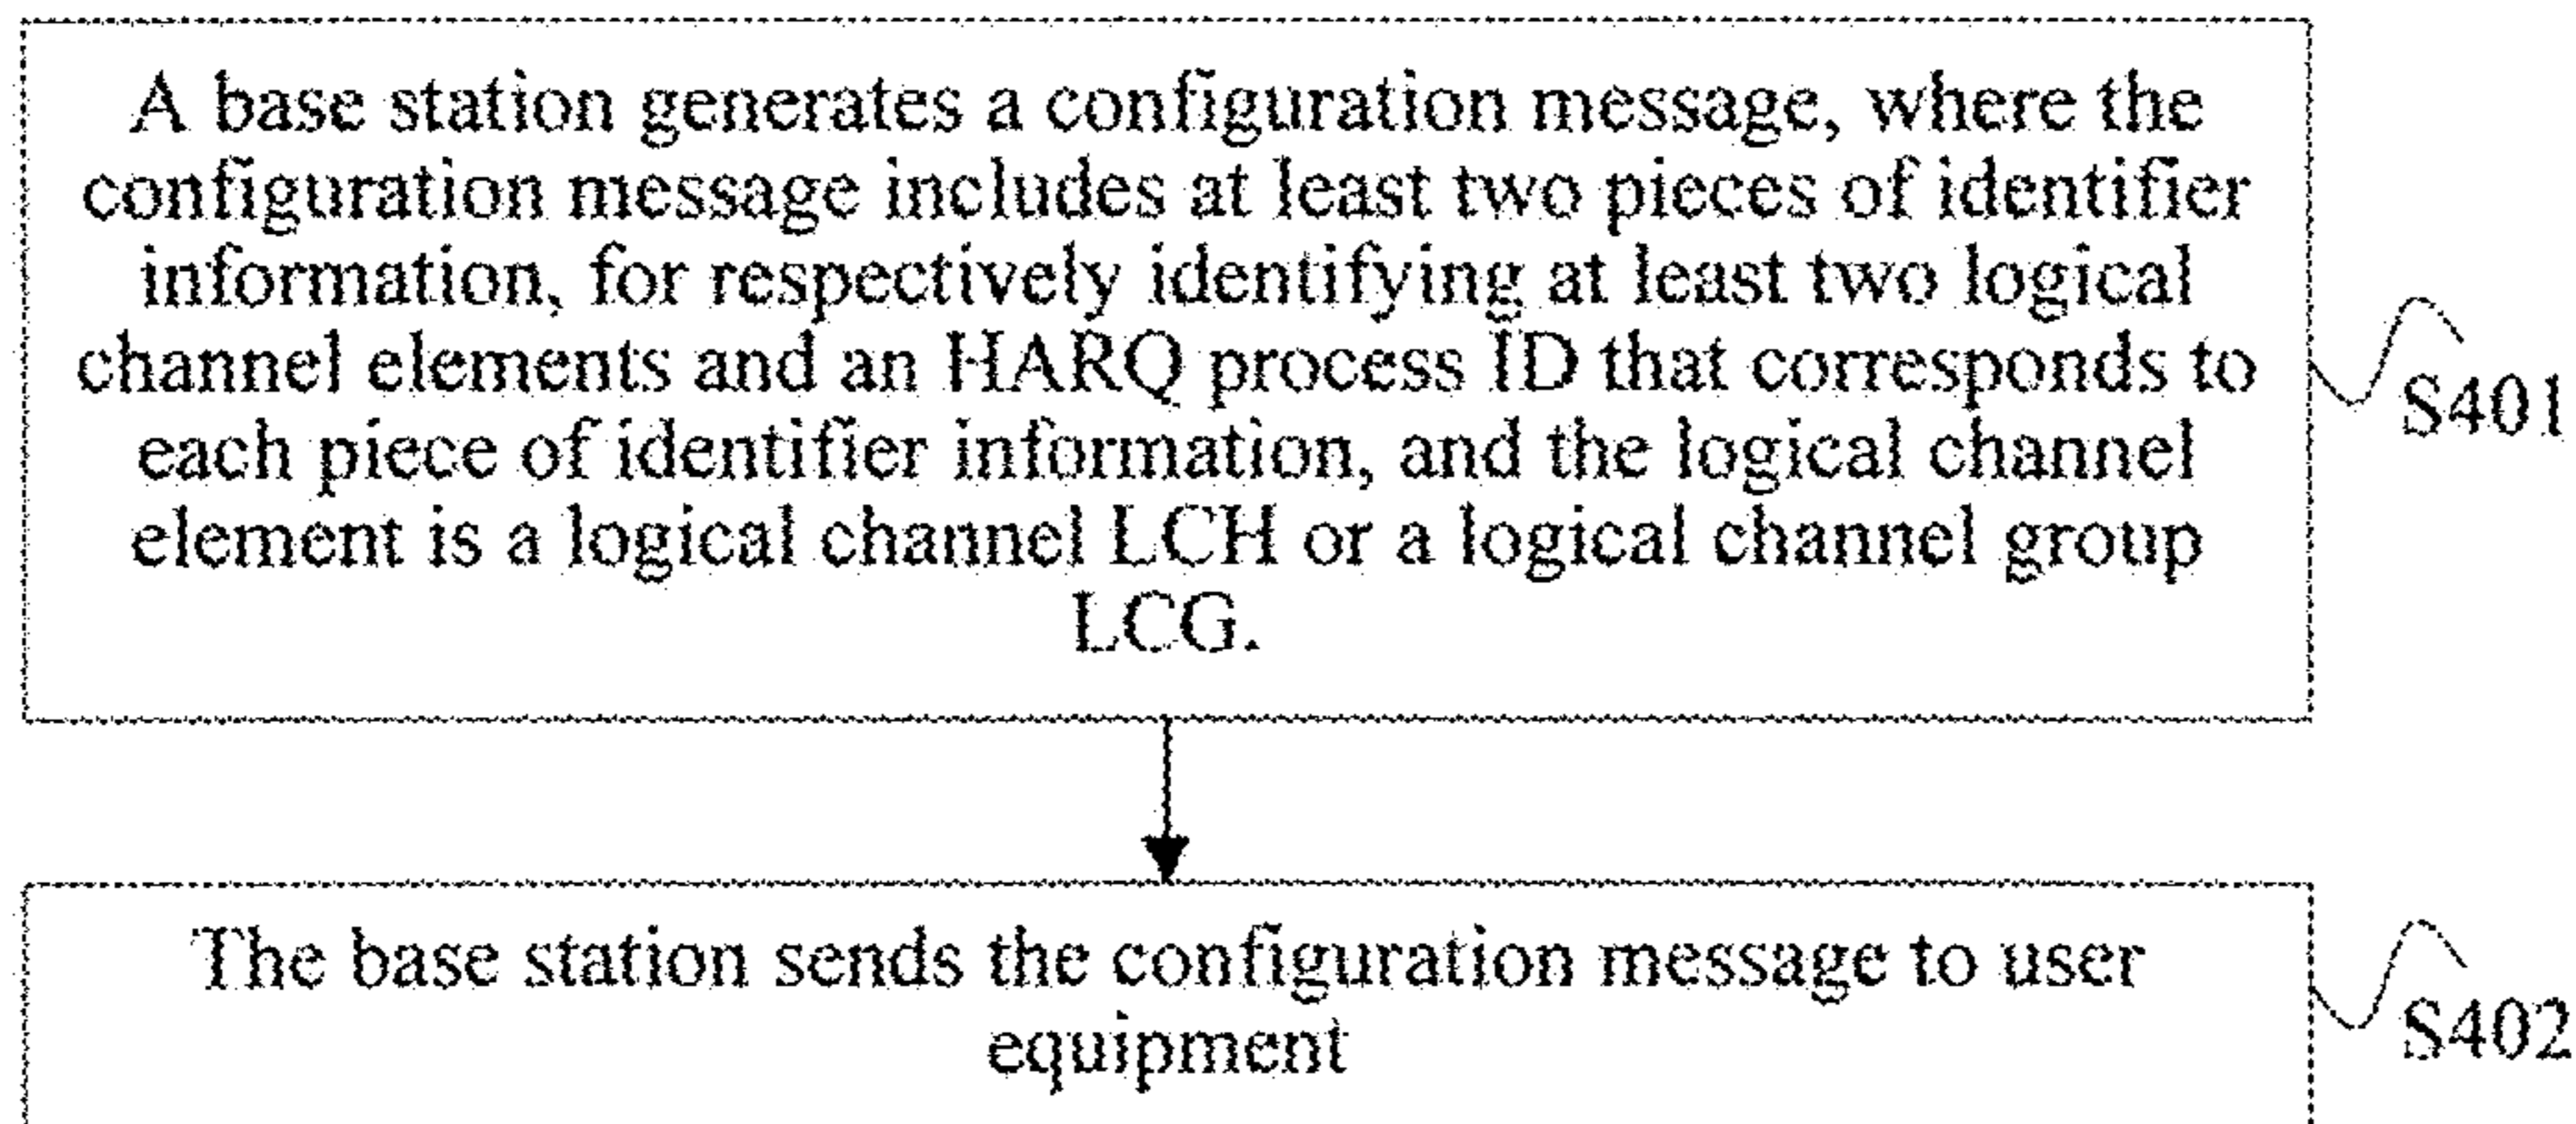 A base station generates a configuration message, where the
configuration message includes at least two pieces of identifier
information, for respectively identifying at least two logical
channel elements and an HARQ process ID that corresponds to
each piece of identifier information, and the logical channel
element is a logical channel LCH or a logical channel group
LCG.
S401
The base station sends the configuration message to user
equipment
S402